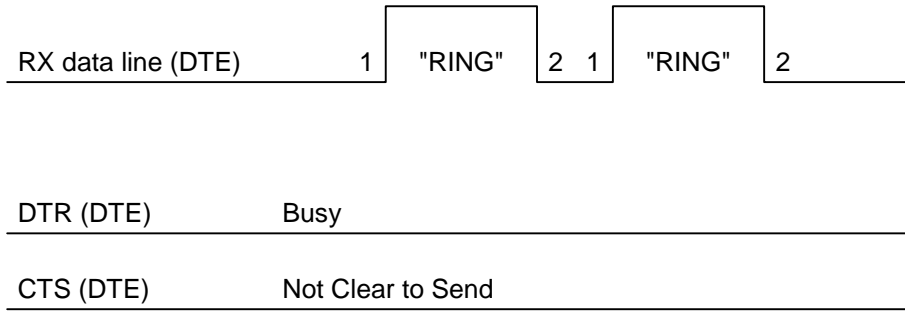 RX data line (DTE) 1 "RING" 2 1 "RING" 2
DTR (DTE) Busy
CTS (DTE) Not Clear to Send